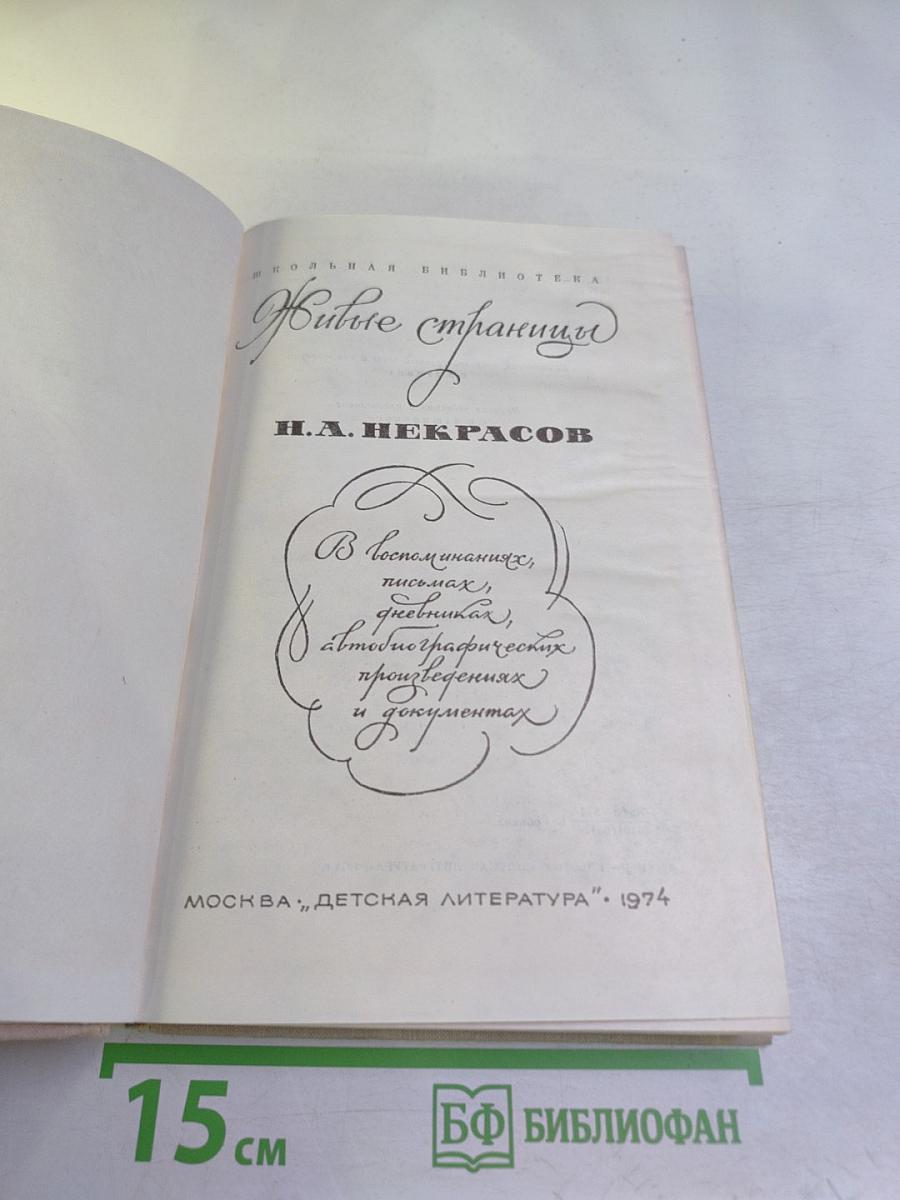 ШКОЛЬНАЯ БИБЛИОТЕКА
Живые страницы
Н.А. НЕКРАСОВ
В воспоминаниях,
письмах,
дневниках,
автобиографических
произведениях
и документах
МОСКВА · „ДЕТСКАЯ ЛИТЕРАТУРА" · 1974
15 см
БФ БИБЛИОФАН